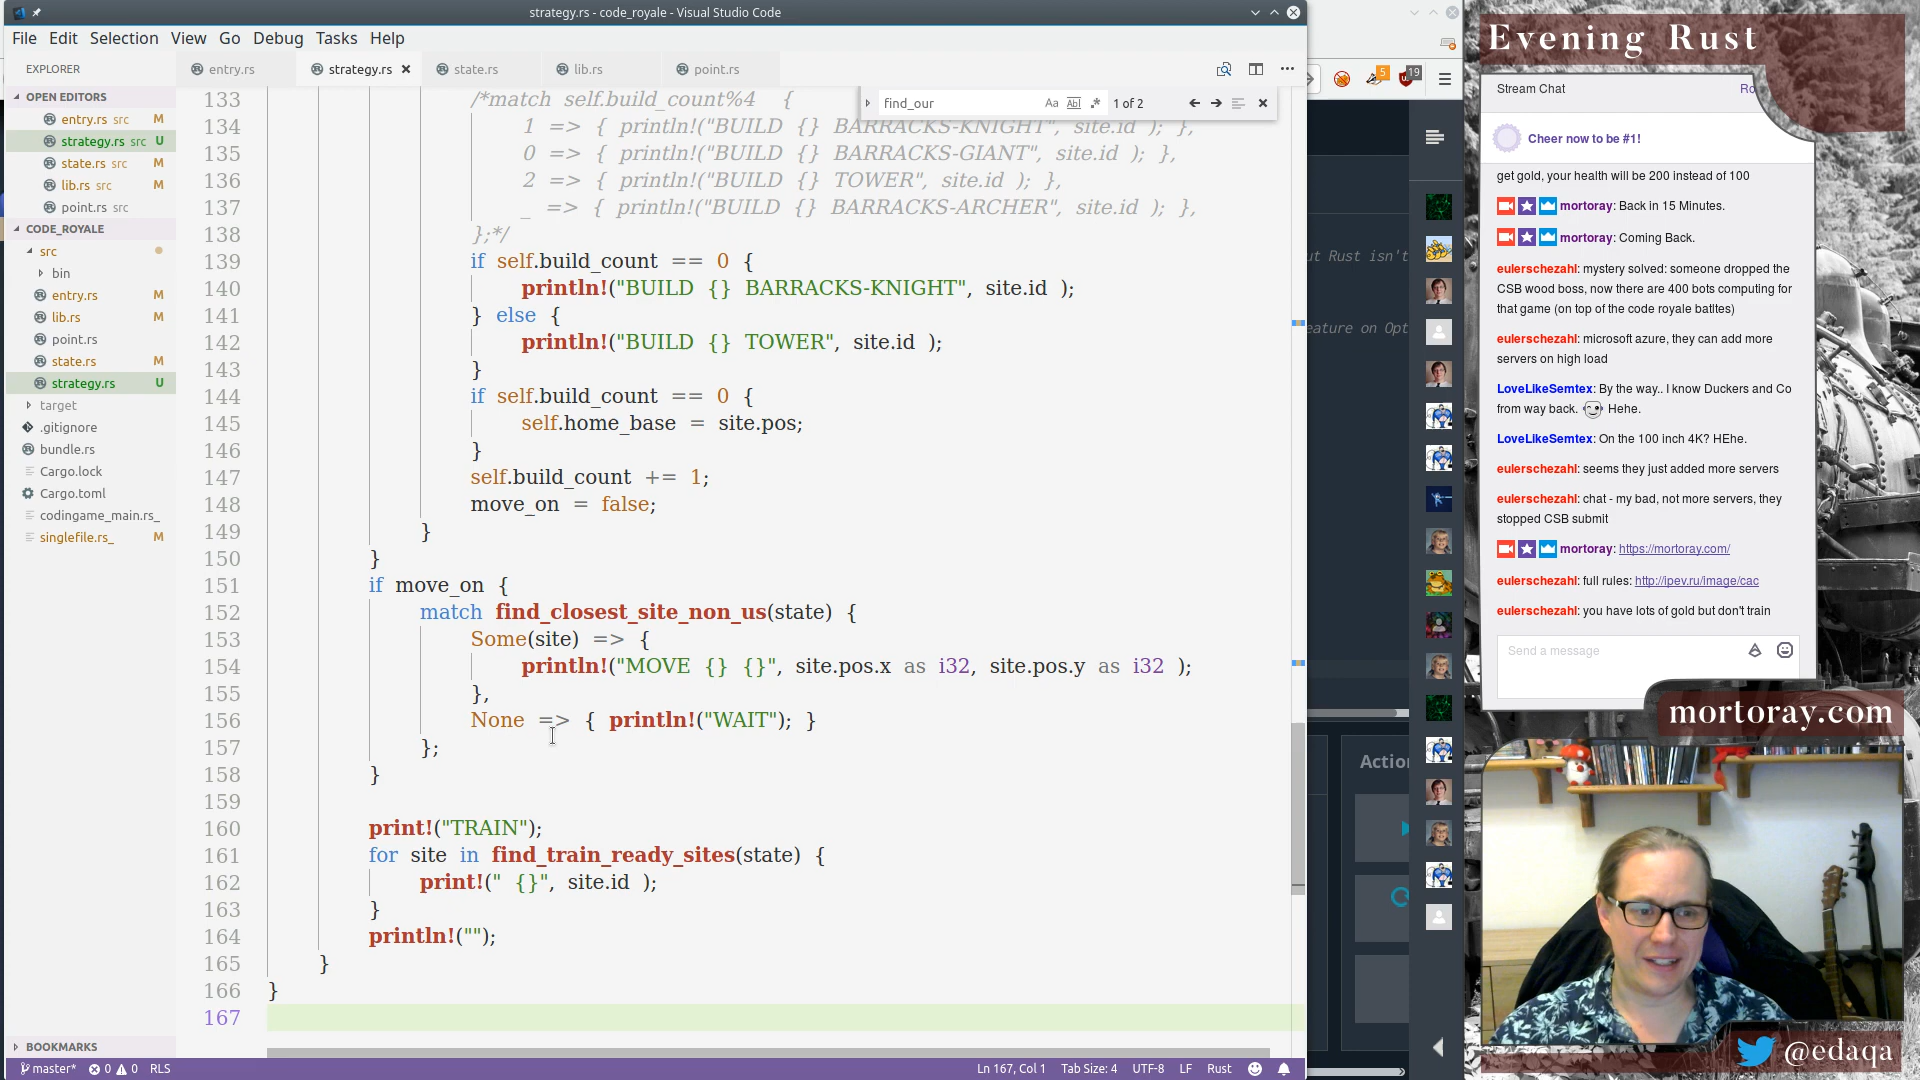 strategy.rs - code_royale - Visual Studio Code
File Edit Selection View Go Debug Tasks Help
EXPLORER
OPEN EDITORS
entry.rs src M
strategy.rs src U
state.rs src M
lib.rs src M
point.rs src
CODE_ROYALE
src
bin
entry.rs M
lib.rs M
point.rs
state.rs M
strategy.rs U
target
.gitignore
bundle.rs
Cargo.lock
Cargo.toml
codingame_main.rs_
singlefile.rs_ M
BOOKMARKS
entry.rs strategy.rs state.rs lib.rs point.rs
find_our Aa Abl .* 1 of 2
133 /*match self.build_count%4 {
134 1 => { println!("BUILD {} BARRACKS-KNIGHT", site.id ); },
135 0 => { println!("BUILD {} BARRACKS-GIANT", site.id ); },
136 2 => { println!("BUILD {} TOWER", site.id ); },
137 _ => { println!("BUILD {} BARRACKS-ARCHER", site.id ); },
138 };*/
139 if self.build_count == 0 {
140 println!("BUILD {} BARRACKS-KNIGHT", site.id );
141 } else {
142 println!("BUILD {} TOWER", site.id );
143 }
144 if self.build_count == 0 {
145 self.home_base = site.pos;
146 }
147 self.build_count += 1;
148 move_on = false;
149 }
150 }
151 if move_on {
152 match find_closest_site_non_us(state) {
153 Some(site) => {
154 println!("MOVE {} {}", site.pos.x as i32, site.pos.y as i32 );
155 },
156 None => { println!("WAIT"); }
157 };
158 }
159
160 print!("TRAIN");
161 for site in find_train_ready_sites(state) {
162 print!(" {}", site.id );
163 }
164 println!("");
165 }
166 }
167
master* 0 0 RLS Ln 167, Col 1 Tab Size: 4 UTF-8 LF Rust
5 19
ut Rust isn't
eature on Opt
Actio
Evening Rust
Stream Chat Ro
Cheer now to be #1!
get gold, your health will be 200 instead of 100
mortoray: Back in 15 Minutes.
mortoray: Coming Back.
eulerschezahl: mystery solved: someone dropped the
CSB wood boss, now there are 400 bots computing for
that game (on top of the code royale batltes)
eulerschezahl: microsoft azure, they can add more
servers on high load
LoveLikeSemtex: By the way.. I know Duckers and Co
from way back. Hehe.
LoveLikeSemtex: On the 100 inch 4K? HEhe.
eulerschezahl: seems they just added more servers
eulerschezahl: chat - my bad, not more servers, they
stopped CSB submit
mortoray: https://mortoray.com/
eulerschezahl: full rules: http://ipev.ru/image/cac
eulerschezahl: you have lots of gold but don't train
Send a message
mortoray.com
@edaqa